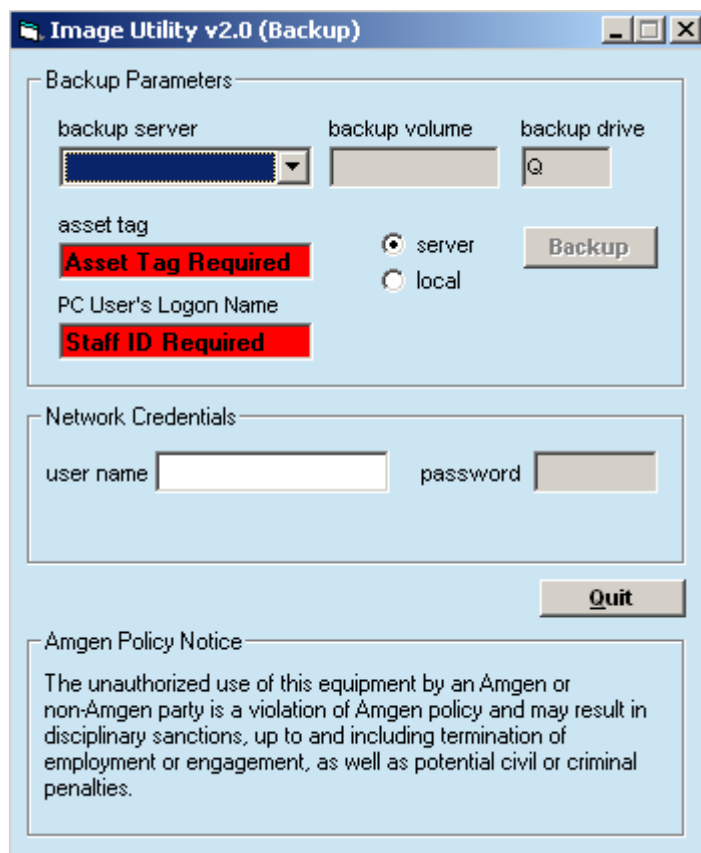 Image Utility v2.0 (Backup)
Backup Parameters
backup server
backup volume
backup drive
Q
asset tag
Asset Tag Required
server
Backup
local
PC User's Logon Name
Staff ID Required
Network Credentials
user name
password
Quit
Amgen Policy Notice
The unauthorized use of this equipment by an Amgen or
non-Amgen party is a violation of Amgen policy and may result in
disciplinary sanctions, up to and including termination of
employment or engagement, as well as potential civil or criminal
penalties.